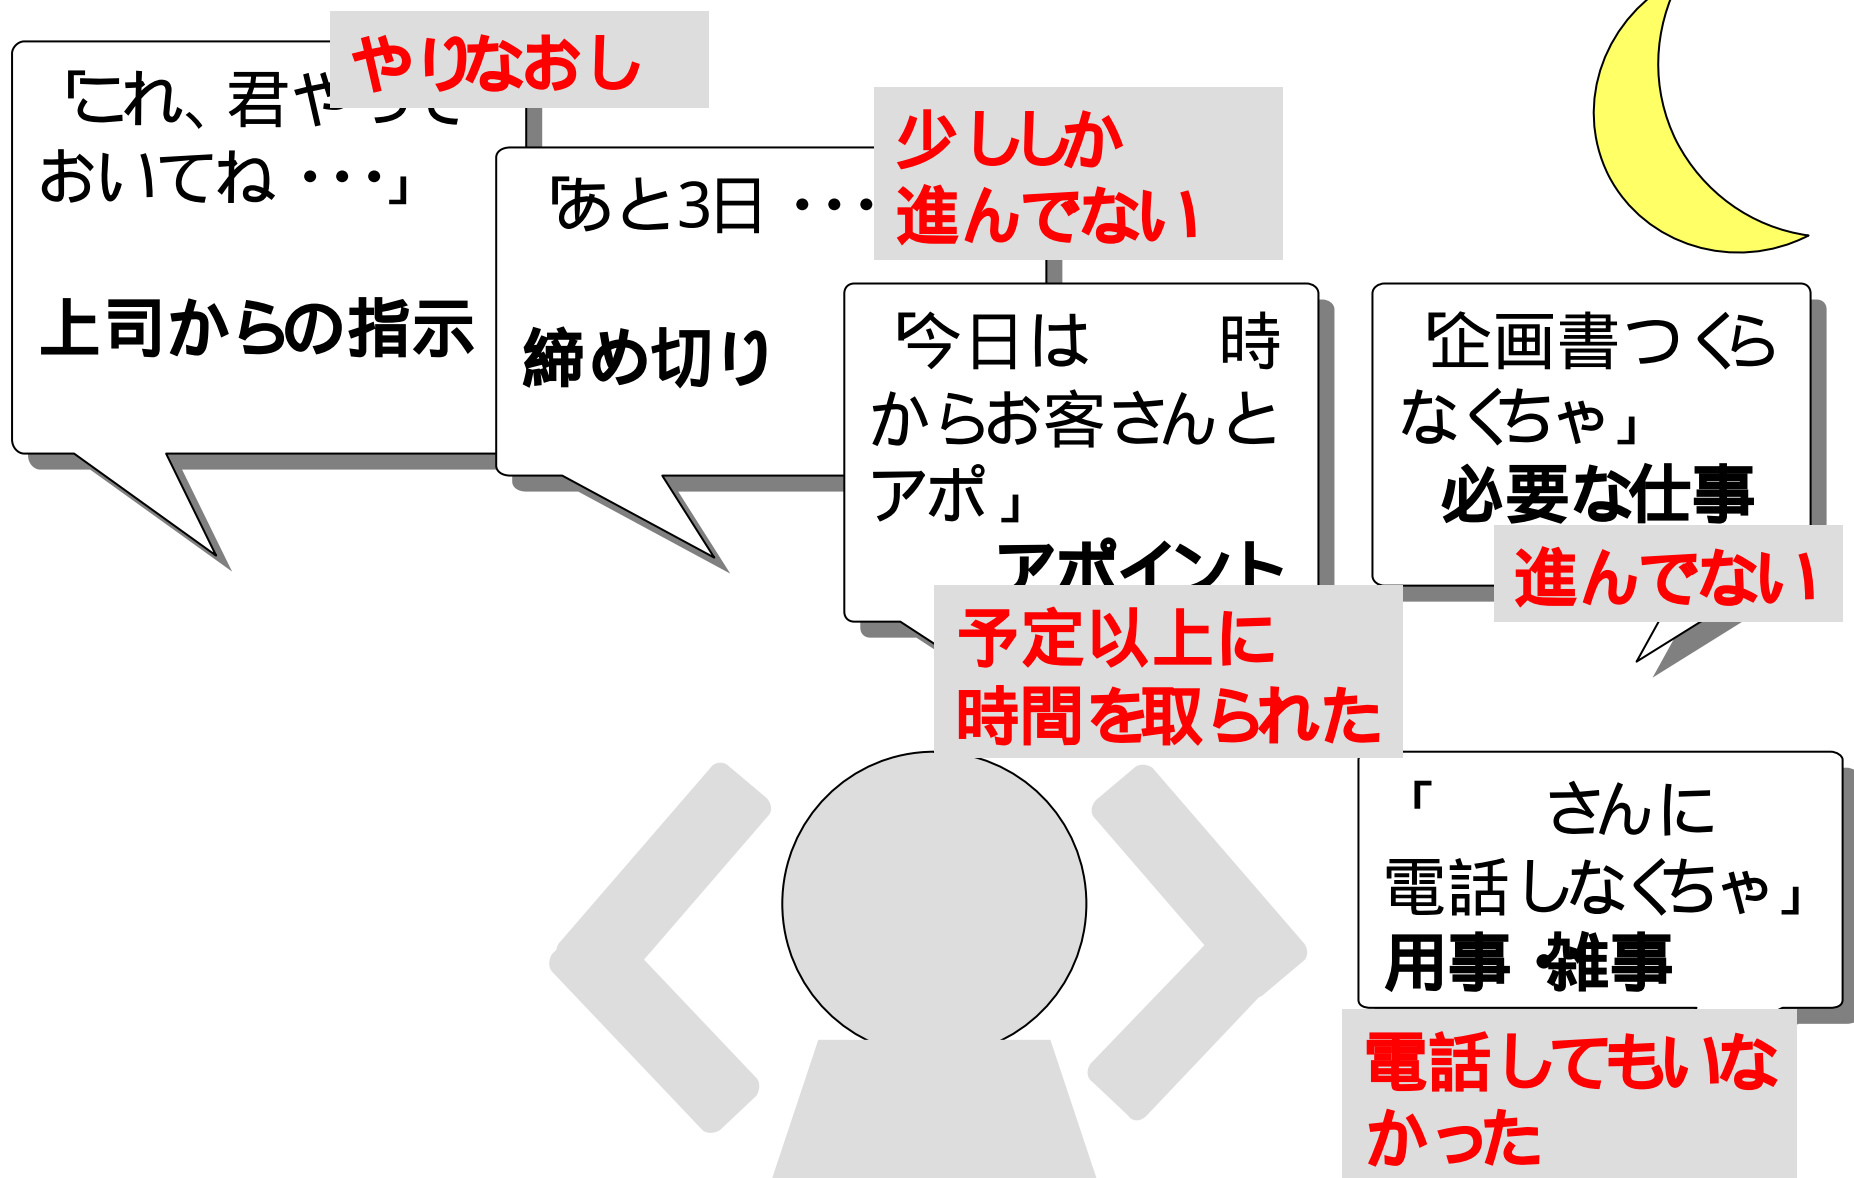 やりなおし
「これ、君やって
おいてね・・・」
上司からの指示
少ししか
進んでない
「あと3日・・・
締め切り
「今日は　　時
からお客さんと
アポ」
アポイント
予定以上に
時間を取られた
「企画書つくら
なくちゃ」
必要な仕事
進んでない
「　　さんに
電話しなくちゃ」
用事・雑事
電話してもいな
かった